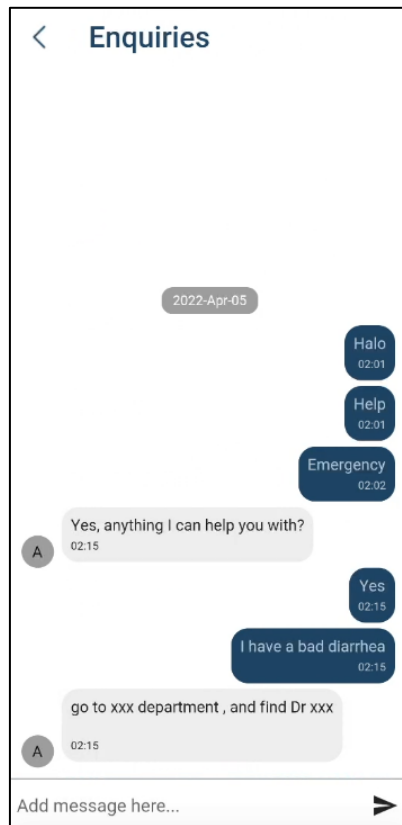 Enquiries
2022-Apr-05
Halo
02:01
Help
02:01
Emergency
02:02
Yes, anything I can help you with?
02:15
A
Yes
02:15
I have a bad diarrhea
02:15
go to xxx department , and find Dr xxx
02:15
A
Add message here...